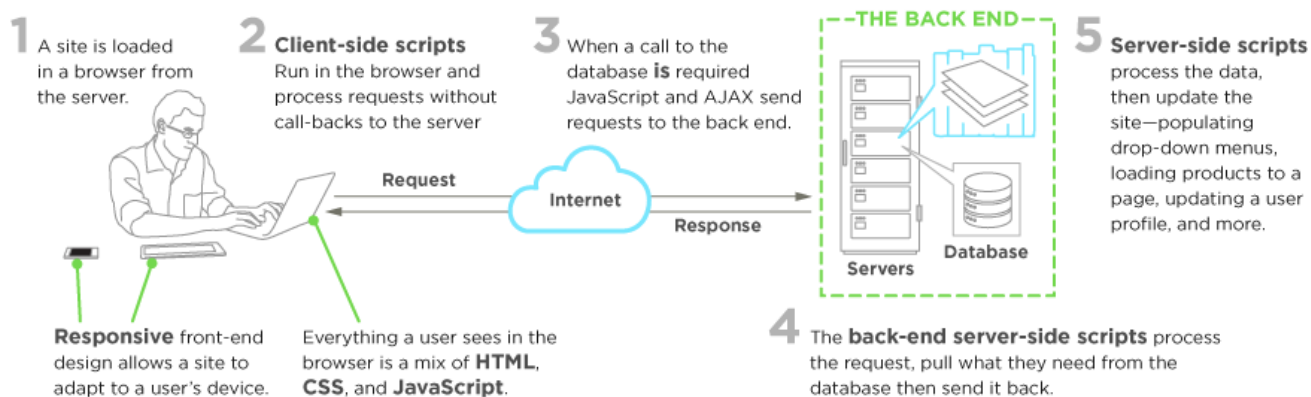 1
A site is loaded
in a browser from
the server.
2
Client-side scripts
Run in the browser and
process requests without
call-backs to the server
3
When a call to the
database is required
JavaScript and AJAX send
requests to the back end.
THE BACK END
5
Server-side scripts
process the data,
then update the
site—populating
drop-down menus,
loading products to a
page, updating a user
profile, and more.
Request
Internet
Response
Servers
Database
Responsive front-end
design allows a site to
adapt to a user's device.
Everything a user sees in the
browser is a mix of HTML,
CSS, and JavaScript.
4
The back-end server-side scripts process
the request, pull what they need from the
database then send it back.